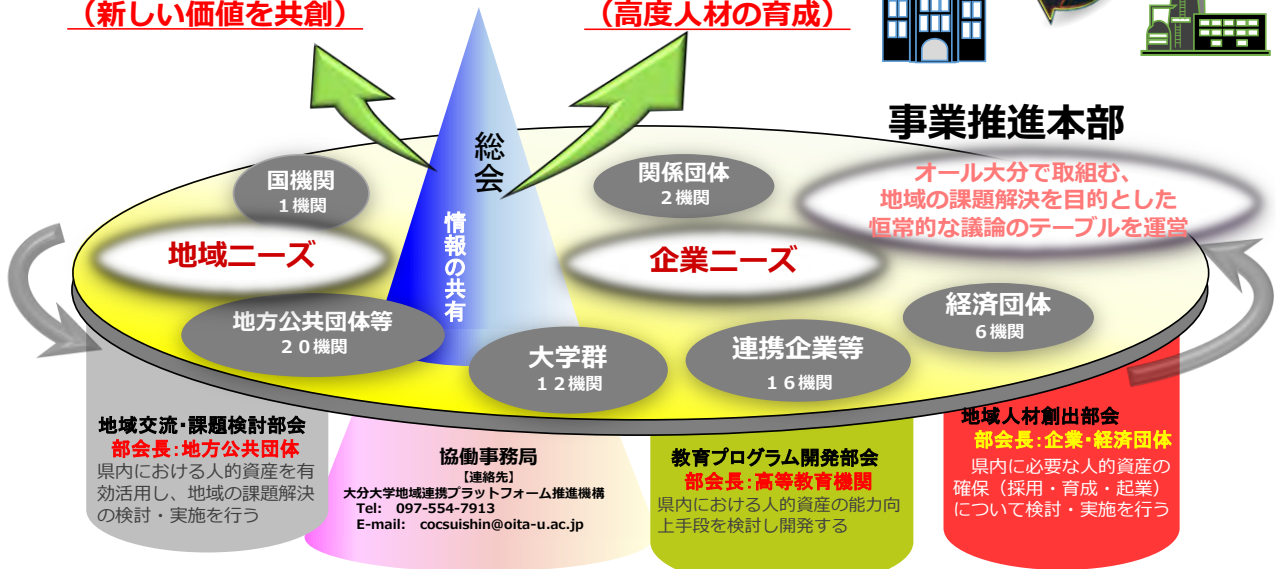 （新しい価値を共創）
（高度人材の育成）
事業推進本部
総会
情報の共有
国機関
１機関
関係団体
２機関
オール大分で取組む、
地域の課題解決を目的とした
恒常的な議論のテーブルを運営
地域ニーズ
企業ニーズ
地方公共団体等
２０機関
大学群
１２機関
連携企業等
１６機関
経済団体
６機関
地域交流・課題検討部会
部会長：地方公共団体
県内における人的資産を有
効活用し、地域の課題解決
の検討・実施を行う
協働事務局
【連絡先】
大分大学地域連携プラットフォーム推進機構
Tel: 097-554-7913
E-mail: cocsuishin@oita-u.ac.jp
教育プログラム開発部会
部会長：高等教育機関
県内における人的資産の能力向
上手段を検討し開発する
地域人材創出部会
部会長：企業・経済団体
県内に必要な人的資産の
確保（採用・育成・起業）
について検討・実施を行う